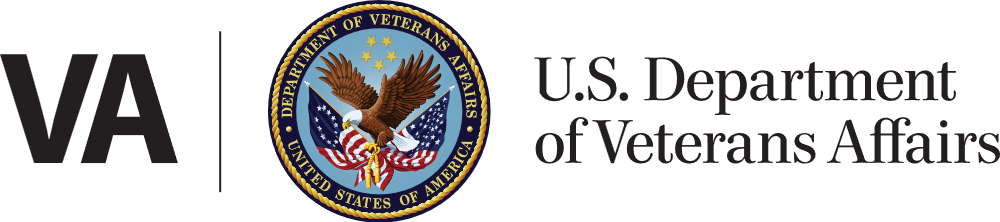 VA
DEPARTMENT OF VETERANS AFFAIRS
UNITED STATES OF AMERICA
U.S. Department
of Veterans Affairs